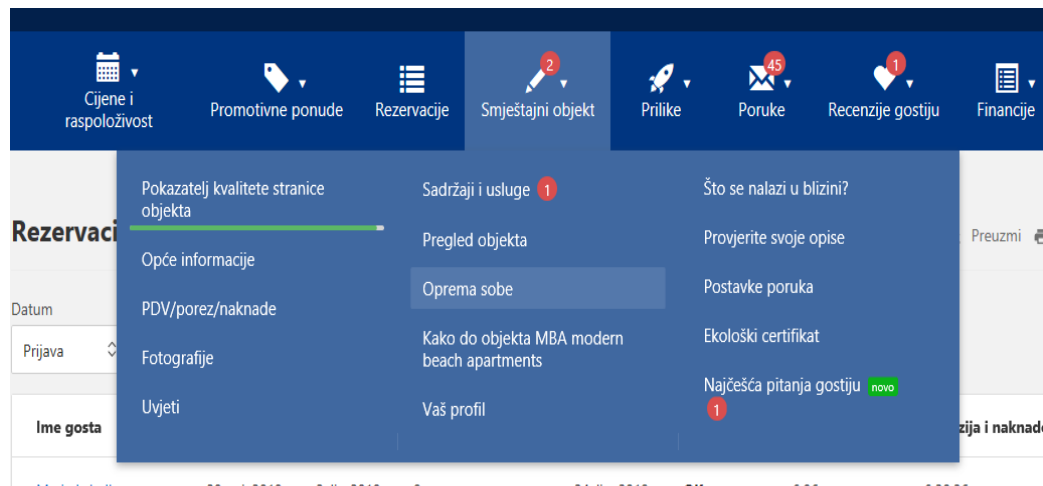 Cijene i
raspoloživost
Promotivne ponude
Rezervacije
2
Smještajni objekt
Prilike
45
Poruke
1
Recenzije gostiju
Financije
Pokazatelj kvalitete stranice
objekta
Opće informacije
PDV/porez/naknade
Fotografije
Uvjeti
Sadržaji i usluge 1
Pregled objekta
Oprema sobe
Kako do objekta MBA modern
beach apartments
Vaš profil
Što se nalazi u blizini?
Provjerite svoje opise
Postavke poruka
Ekološki certifikat
Najčešća pitanja gostiju novo
1
Rezervaci
Preuzmi
Datum
Prijava
Ime gosta
zija i naknade